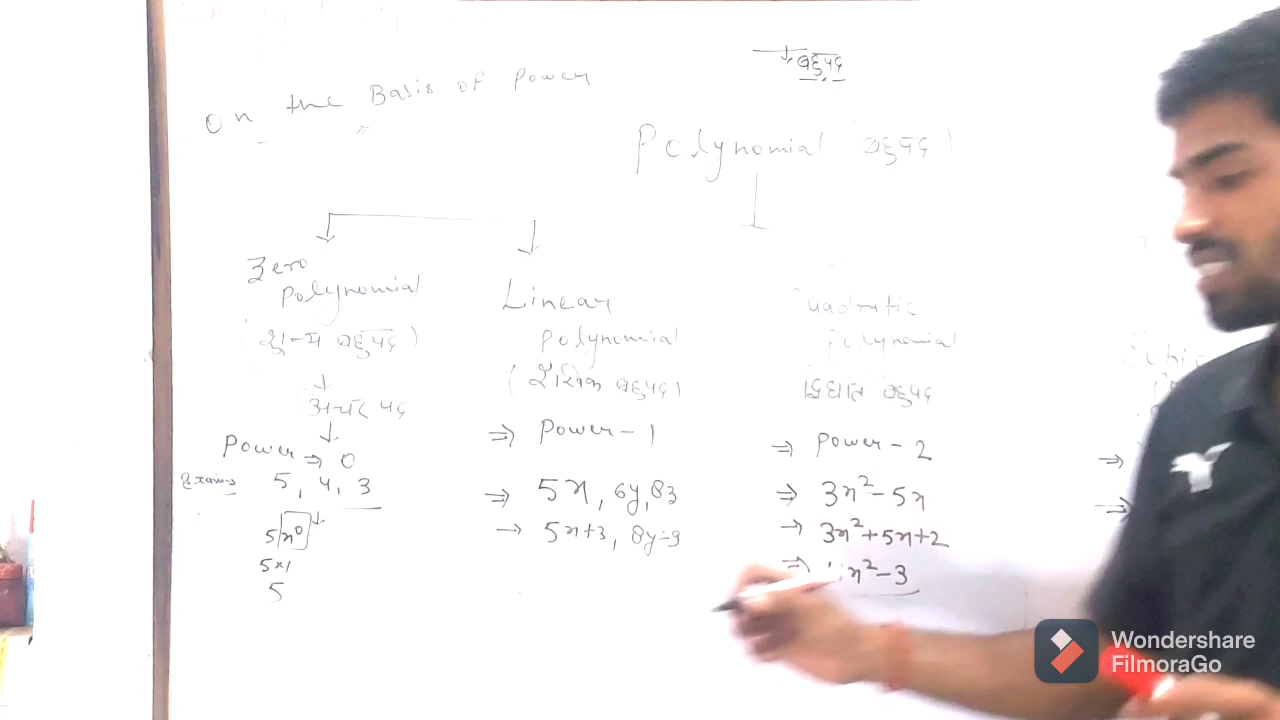 बहुपद
On the Basis of Power
Polynomial (बहुपद)
Zero
Polynomial
(शून्य बहुपद)
अचर पद
Power ⇒ 0
5, 4, 3
5x⁰
5×1
5
Linear
Polynomial
(रैखिक बहुपद)
⇒ Power - 1
⇒ 5x, 6y, 83
→ 5x+3, 8y-9
Quadratic
Polynomial
द्विघात बहुपद
⇒ Power - 2
⇒ 3x²-5x
→ 3x²+5x+2
⇒ x²-3
⇒
⇒
Wondershare
FilmoraGo